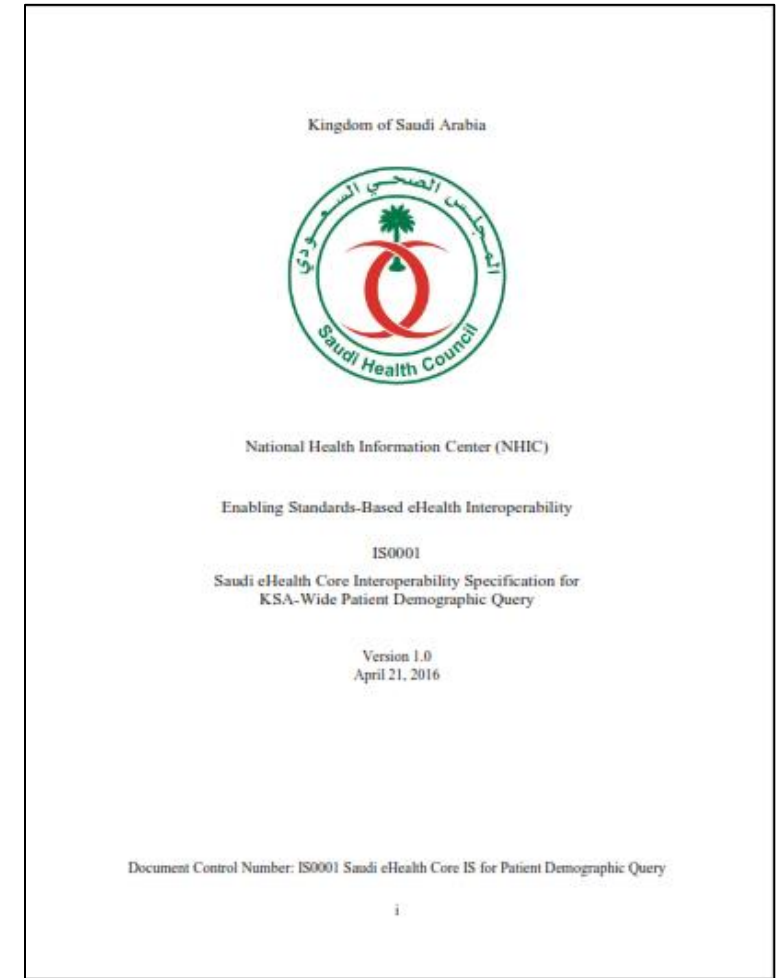 Kingdom of Saudi Arabia
المجلس الصحي السعودي
Saudi Health Council
National Health Information Center (NHIC)
Enabling Standards-Based eHealth Interoperability
IS0001
Saudi eHealth Core Interoperability Specification for
KSA-Wide Patient Demographic Query
Version 1.0
April 21, 2016
Document Control Number: IS0001 Saudi eHealth Core IS for Patient Demographic Query
i